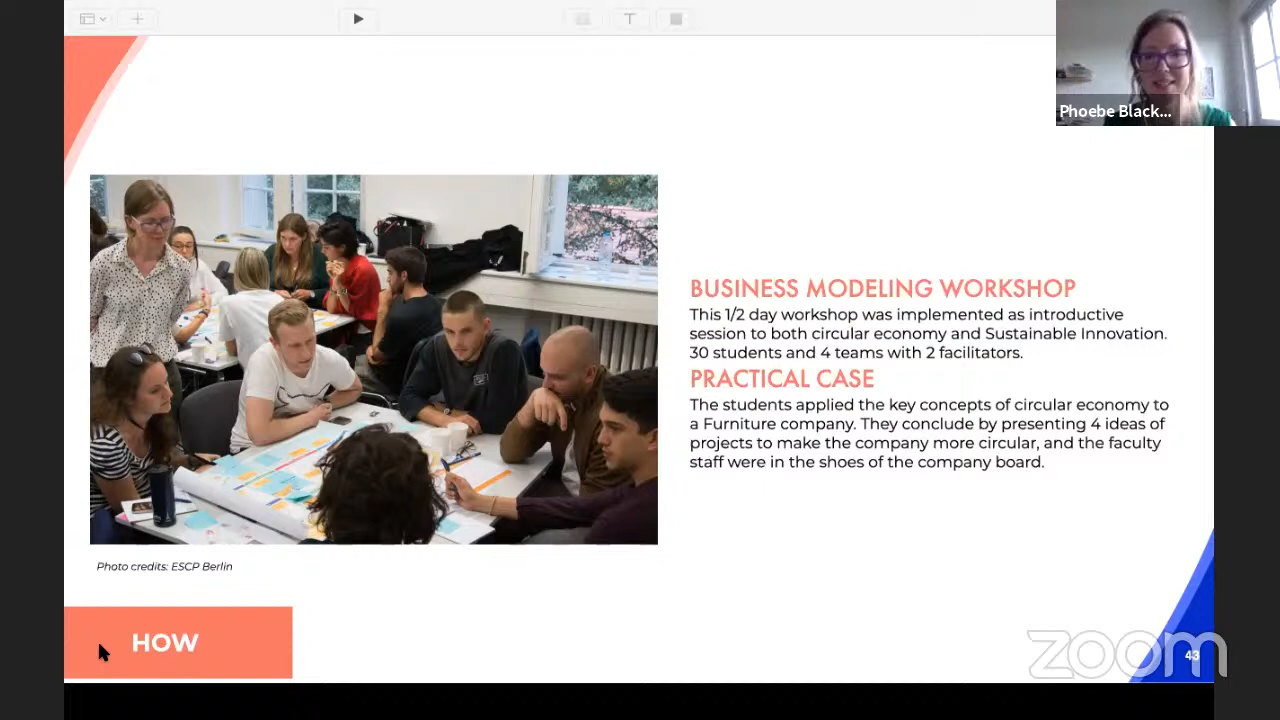 Phoebe Black...
BUSINESS MODELING WORKSHOP
This 1/2 day workshop was implemented as introductive
session to both circular economy and Sustainable Innovation.
30 students and 4 teams with 2 facilitators.
PRACTICAL CASE
The students applied the key concepts of circular economy to
a Furniture company. They conclude by presenting 4 ideas of
projects to make the company more circular, and the faculty
staff were in the shoes of the company board.
Photo credits: ESCP Berlin
HOW
zoom
43